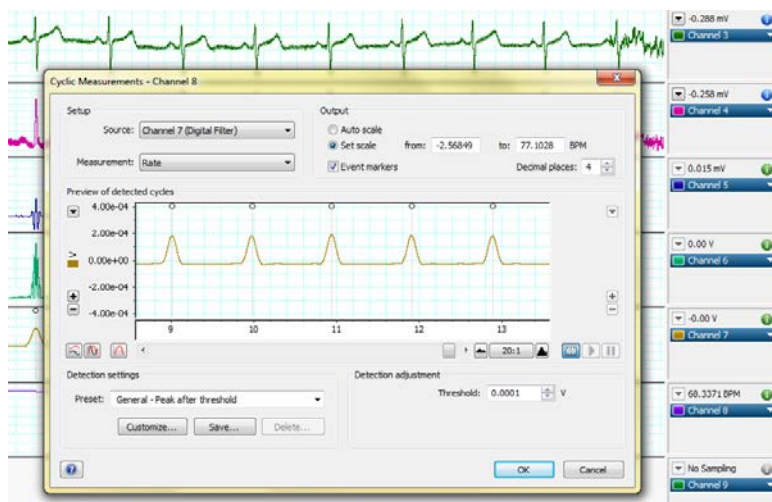 -0.288 mV
Channel 3
Cyclic Measurements - Channel 8
Setup
Source: Channel 7 (Digital Filter)
Measurement: Rate
Output
Auto scale
Set scale from: -2.56849 to: 77.1028 BPM
Event markers Decimal places: 4
-0.258 mV
Channel 4
Preview of detected cycles
4.00e-04
2.00e-04
0.00e+00
-2.00e-04
-4.00e-04
V
9 10 11 12 13
20:1
0.015 mV
Channel 5
0.00 V
Channel 6
-0.00 V
Channel 7
Detection settings
Preset: General - Peak after threshold
Customize... Save... Delete...
Detection adjustment
Threshold: 0.0001 V
68.3371 BPM
Channel 8
OK Cancel
No Sampling
Channel 9